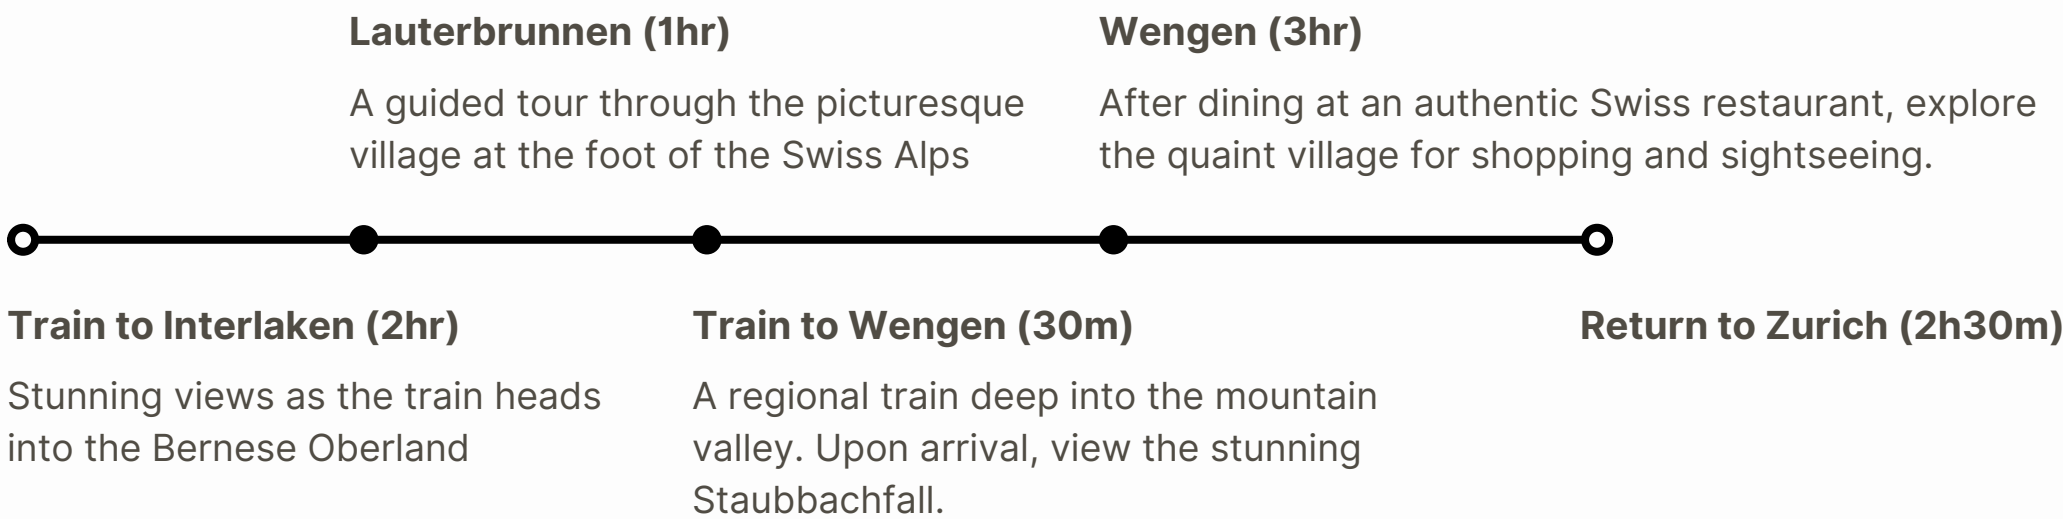 Lauterbrunnen (1hr)
A guided tour through the picturesque
village at the foot of the Swiss Alps
Wengen (3hr)
After dining at an authentic Swiss restaurant, explore
the quaint village for shopping and sightseeing.
Train to Interlaken (2hr)
Stunning views as the train heads
into the Bernese Oberland
Train to Wengen (30m)
A regional train deep into the mountain
valley. Upon arrival, view the stunning
Staubbachfall.
Return to Zurich (2h30m)